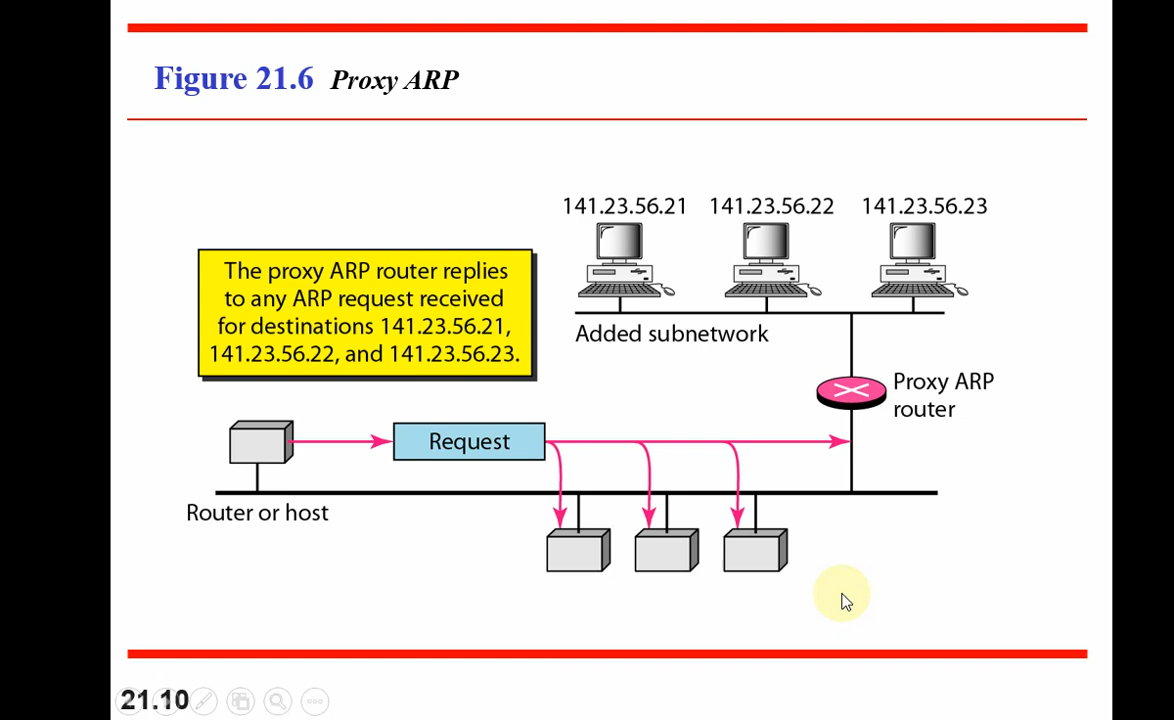 Figure 21.6 Proxy ARP
141.23.56.21 141.23.56.22 141.23.56.23
The proxy ARP router replies
to any ARP request received
for destinations 141.23.56.21,
141.23.56.22, and 141.23.56.23.
Added subnetwork
Proxy ARP
router
Request
Router or host
21.10